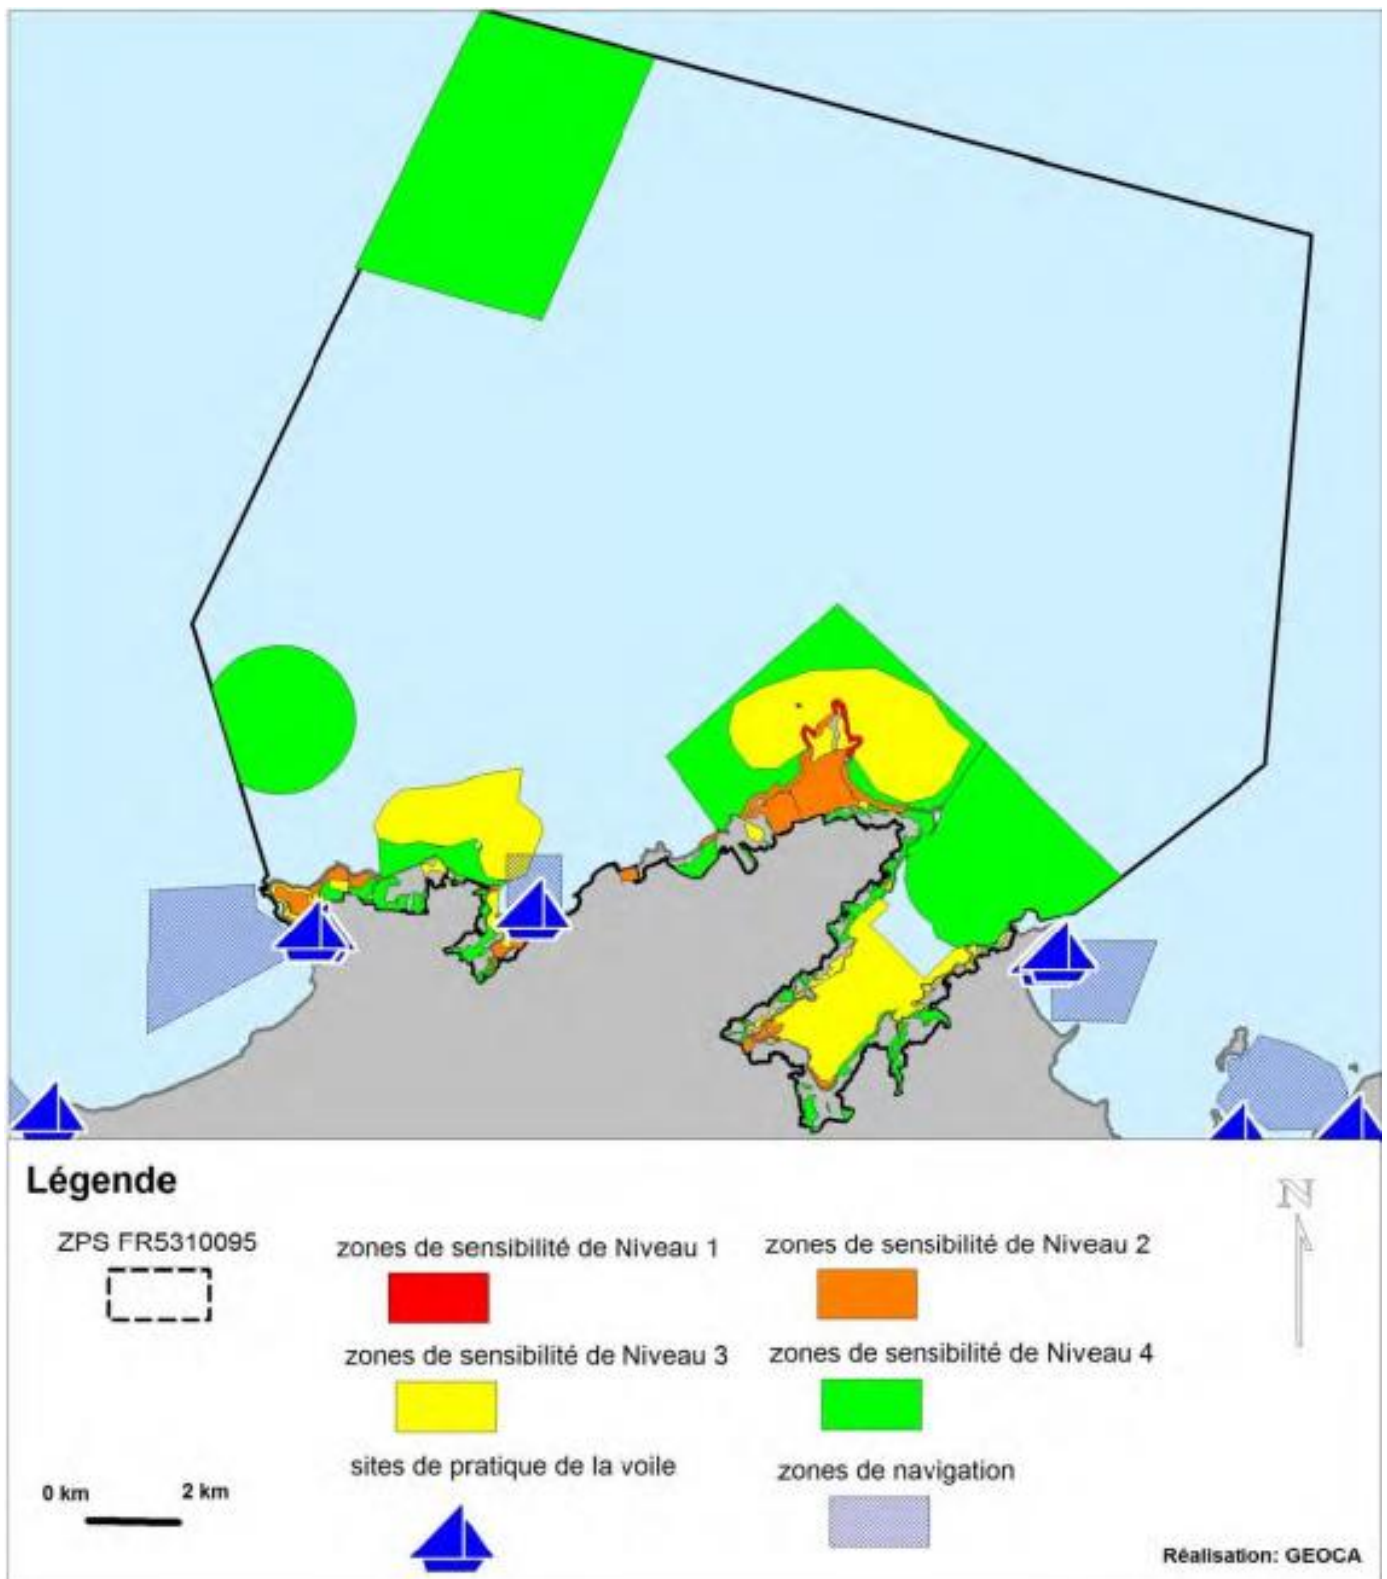 Légende
ZPS FR5310095
zones de sensibilité de Niveau 1
zones de sensibilité de Niveau 2
zones de sensibilité de Niveau 3
zones de sensibilité de Niveau 4
sites de pratique de la voile
zones de navigation
0 km 2 km
N
Réalisation: GEOCA